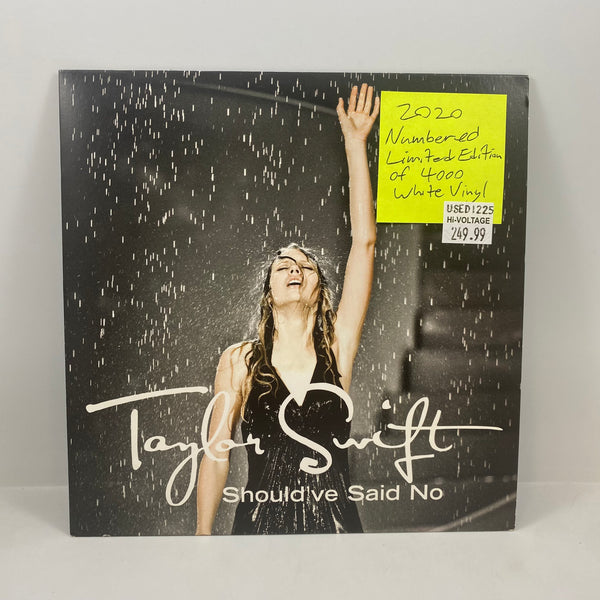 2020
Numbered
Limited Edition
of 4000
White Vinyl
USED 1225
HI-VOLTAGE
249.99
Taylor Swift
Should've Said No